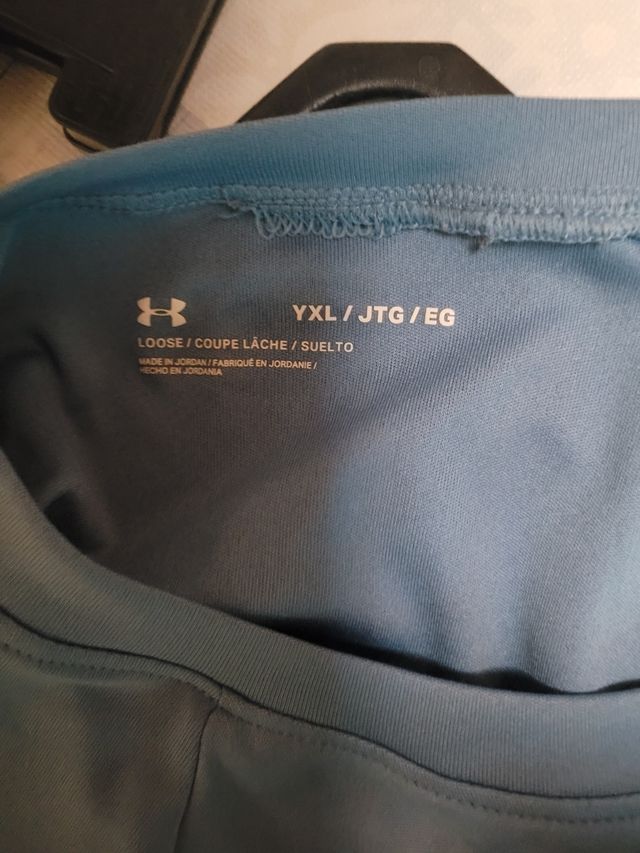 YXL / JTG / EG
LOOSE / COUPE LÂCHE / SUELTO
MADE IN JORDAN / FABRIQUÉ EN JORDANIE /
HECHO EN JORDANIA